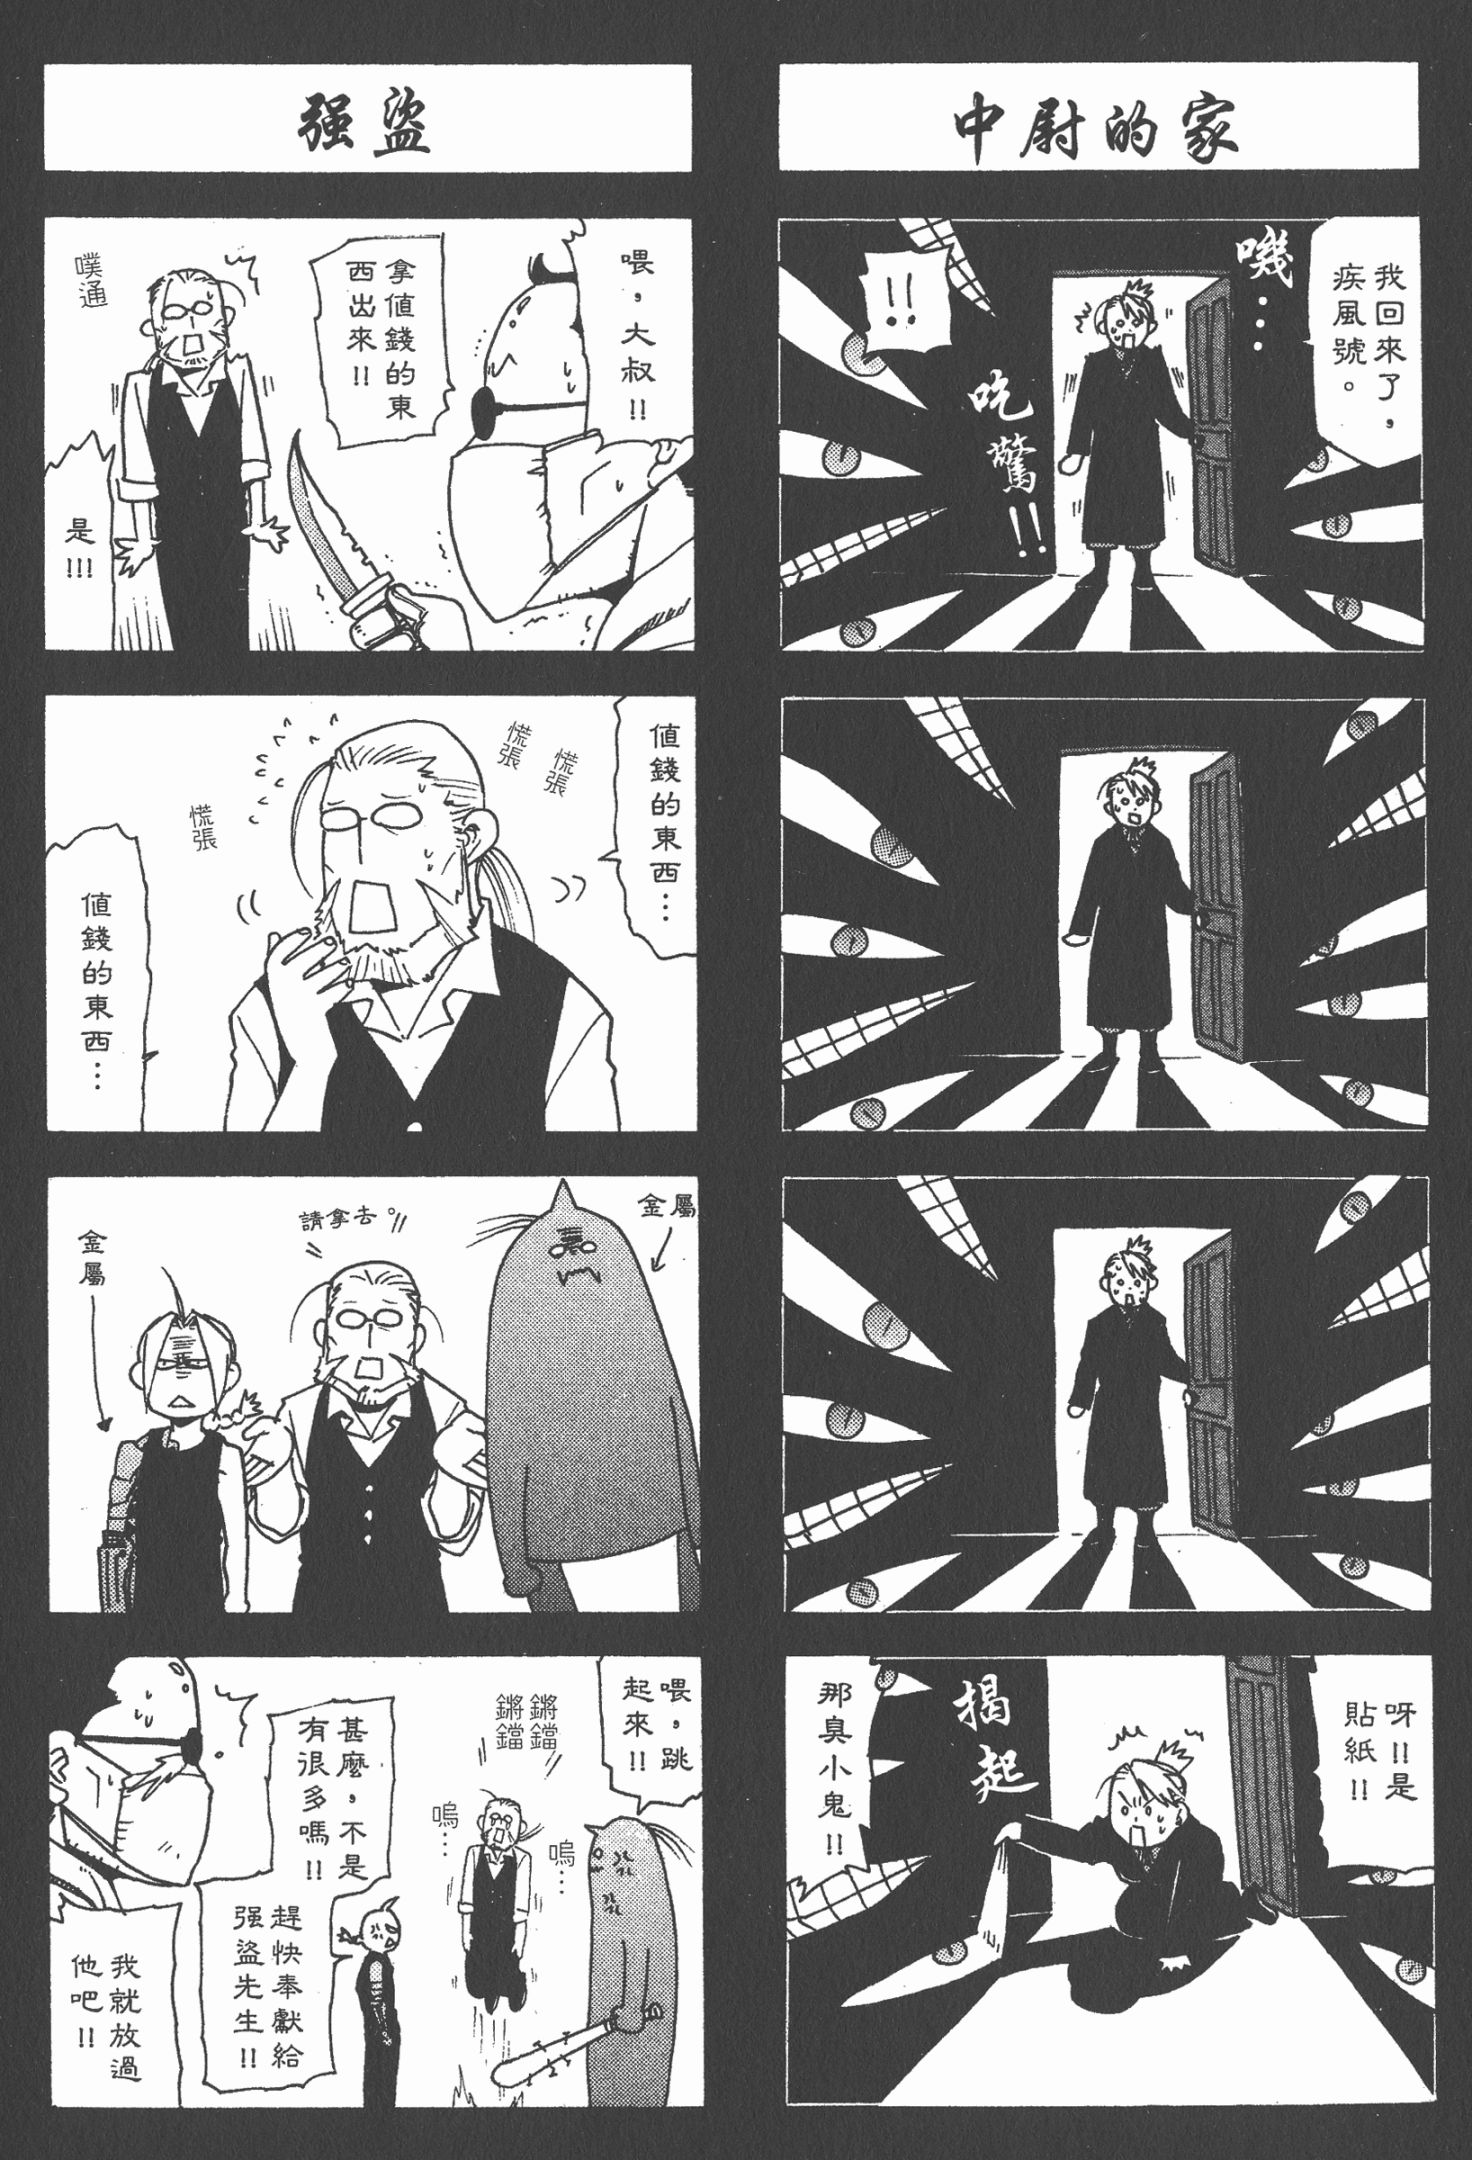 中尉的家
我回來了，
疾風號。
嘰…
!!
吃驚!!
呀!!是
貼紙!!
揭起
那臭小鬼!!
强盜
喂，大叔!!
拿值錢的東
西出來!!
噗通
是!!!
值錢的東西…
慌張
慌張
慌張
值錢的東西…
金屬
請拿去。
金屬
喂，跳
起來!!
鏘鐺
鏘鐺
嗚…
嗚…
甚麼，不是
有很多嗎!!
趕快奉獻給
强盜先生!!
我就放過
他吧!!